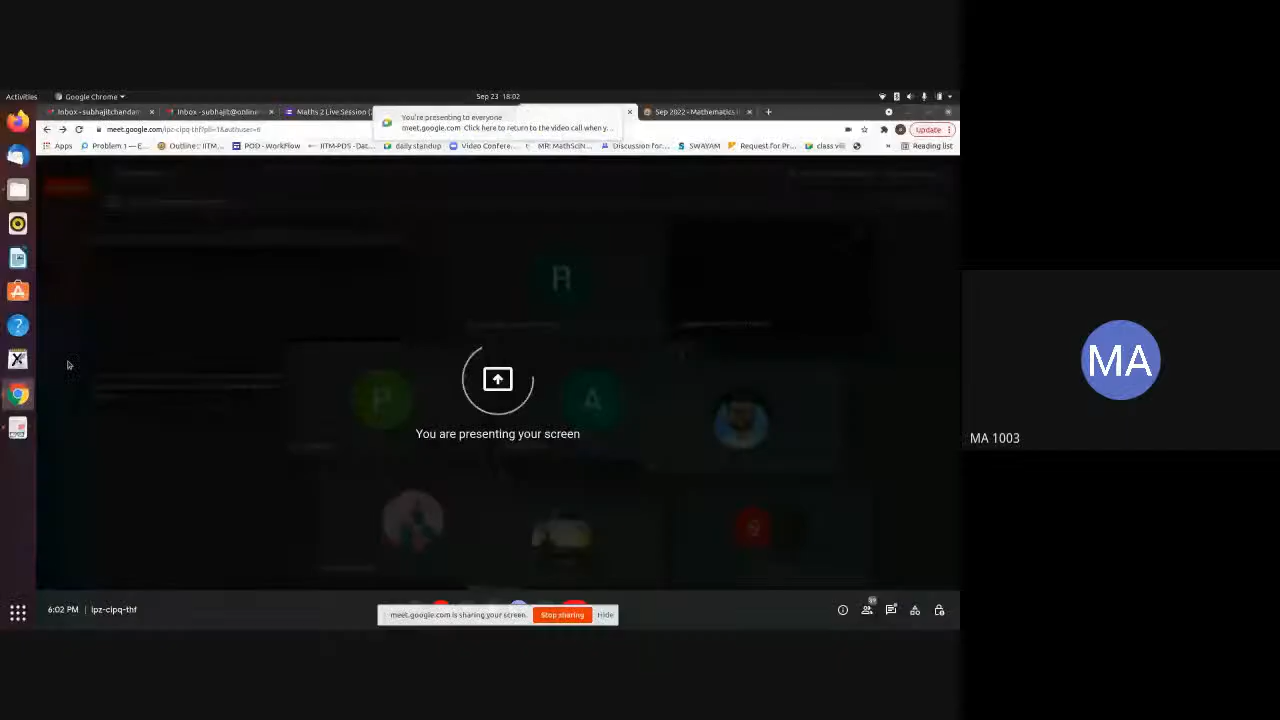 Activities
Google Chrome
Sep 23 18:02
Inbox - subhajitchandan
Inbox - subhajit@online
Maths 2 Live Session (
Sep 2022 - Mathematics
You're presenting to everyone
meet.google.com Click here to return to the video call when y...
meet.google.com/ipz-cipq-thf?pli=1&authuser=6
Update
Apps
Problem 1 — E...
Outline:: IITM...
POD - WorkFlow
IITM-PDS - Dat...
daily standup
Video Confere...
MR: MathSciN...
Discussion for...
SWAYAM
Request for Pr...
class viii
»
Reading list
R
P
A
You are presenting your screen
MA
MA 1003
6:02 PM | ipz-cipq-thf
meet.google.com is sharing your screen.
Stop sharing
Hide